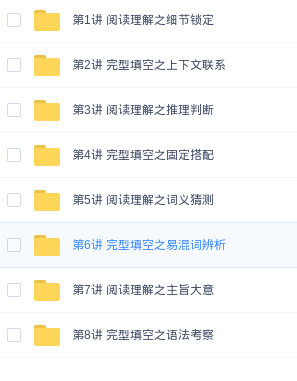 第1讲 阅读理解之细节锁定
第2讲 完型填空之上下文联系
第3讲 阅读理解之推理判断
第4讲 完型填空之固定搭配
第5讲 阅读理解之词义猜测
第6讲 完型填空之易混词辨析
第7讲 阅读理解之主旨大意
第8讲 完型填空之语法考察